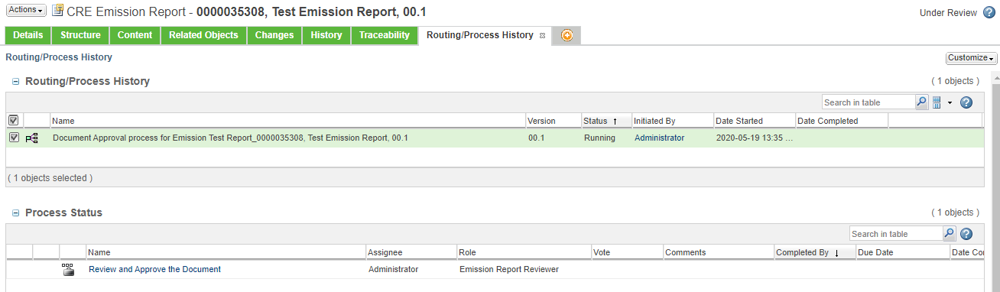 Actions CRE Emission Report - 0000035308, Test Emission Report, 00.1 Under Review
Details Structure Content Related Objects Changes History Traceability Routing/Process History
Routing/Process History Customize
Routing/Process History ( 1 objects )
Search in table
Name Version Status Initiated By Date Started Date Completed
Document Approval process for Emission Test Report_0000035308, Test Emission Report, 00.1 00.1 Running Administrator 2020-05-19 13:35 ...
( 1 objects selected )
Process Status ( 1 objects )
Search in table
Name Assignee Role Vote Comments Completed By Due Date Date Co
Review and Approve the Document Administrator Emission Report Reviewer